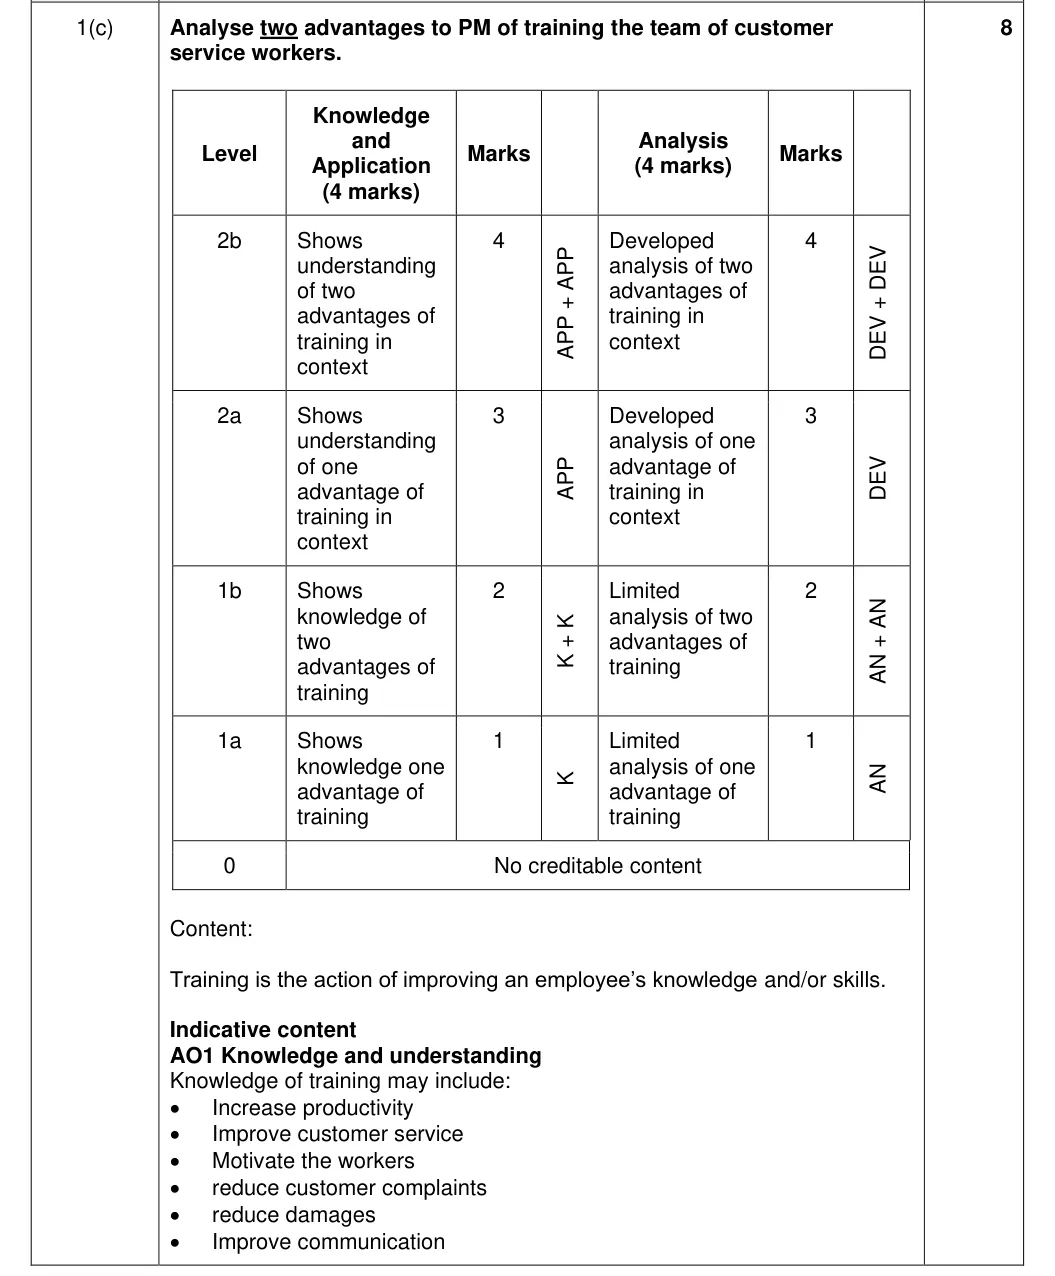 1(c)
Analyse two advantages to PM of training the team of customer
service workers.
8
Level
Knowledge
and
Application
(4 marks)
Marks
Analysis
(4 marks)
Marks
2b
Shows
understanding
of two
advantages of
training in
context
4
APP + APP
Developed
analysis of two
advantages of
training in
context
4
DEV + DEV
2a
Shows
understanding
of one
advantage of
training in
context
3
APP
Developed
analysis of one
advantage of
training in
context
3
DEV
1b
Shows
knowledge of
two
advantages of
training
2
K + K
Limited
analysis of two
advantages of
training
2
AN + AN
1a
Shows
knowledge one
advantage of
training
1
K
Limited
analysis of one
advantage of
training
1
AN
0
No creditable content
Content:
Training is the action of improving an employee’s knowledge and/or skills.
Indicative content
AO1 Knowledge and understanding
Knowledge of training may include:
• Increase productivity
• Improve customer service
• Motivate the workers
• reduce customer complaints
• reduce damages
• Improve communication